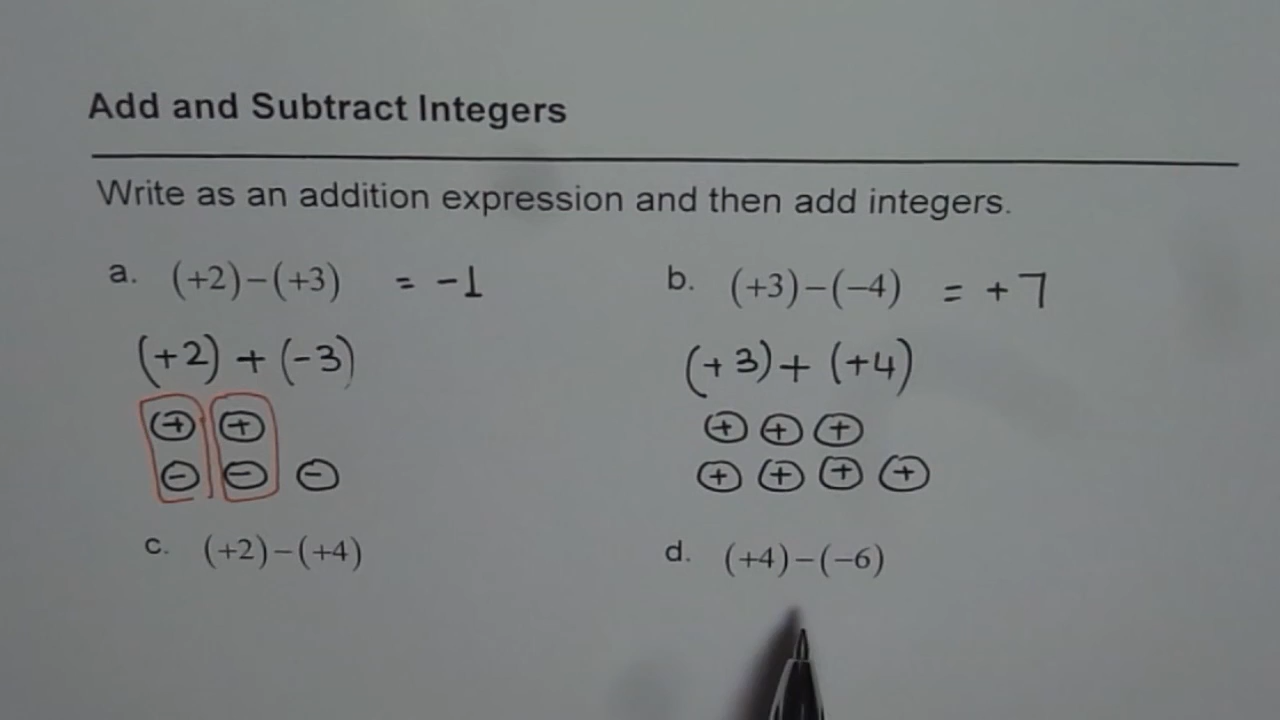 Add and Subtract Integers
Write as an addition expression and then add integers.
a. (+2)−(+3) = −1
(+2) + (−3)
+ +
− − −
b. (+3)−(−4) = +7
(+3) + (+4)
+ + +
+ + + +
c. (+2)−(+4)
d. (+4)−(−6)